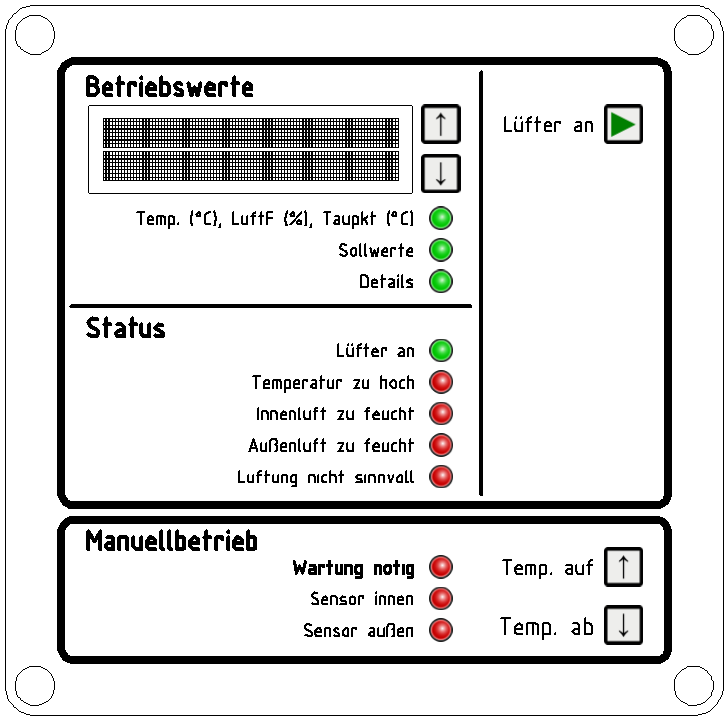 Betriebswerte
↑
Lüfter an
↓
Temp. (°C), LuftF (%), Taupkt (°C)
Sollwerte
Details
Status
Lüfter an
Temperatur zu hoch
Innenluft zu feucht
Außenluft zu feucht
Luftung nicht sinnvoll
Manuellbetrieb
Wartung notig
Temp. auf ↑
Sensor innen
Sensor außen
Temp. ab ↓